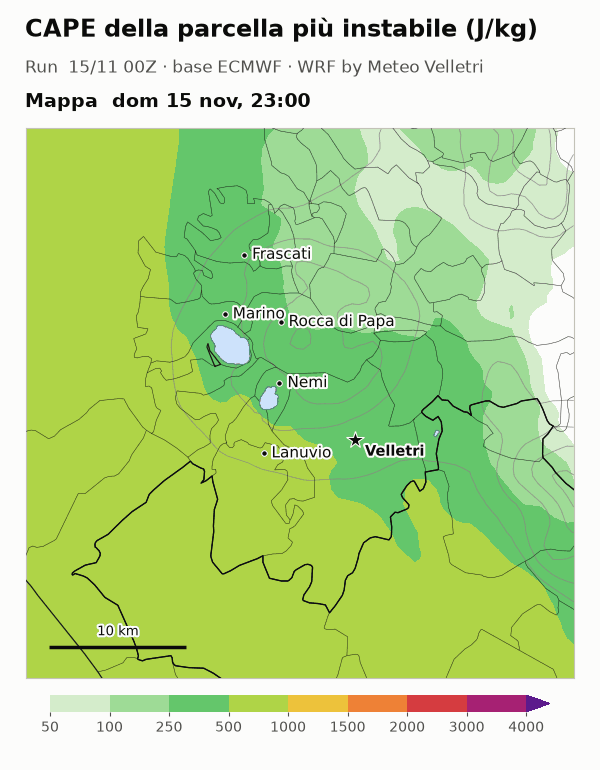 CAPE della parcella più instabile (J/kg)
Run  15/11 00Z · base ECMWF · WRF by Meteo Velletri
Mappa  dom 15 nov, 23:00
Frascati
Marino
Rocca di Papa
Nemi
Velletri
Lanuvio
10 km
50 100 250 500 1000 1500 2000 3000 4000